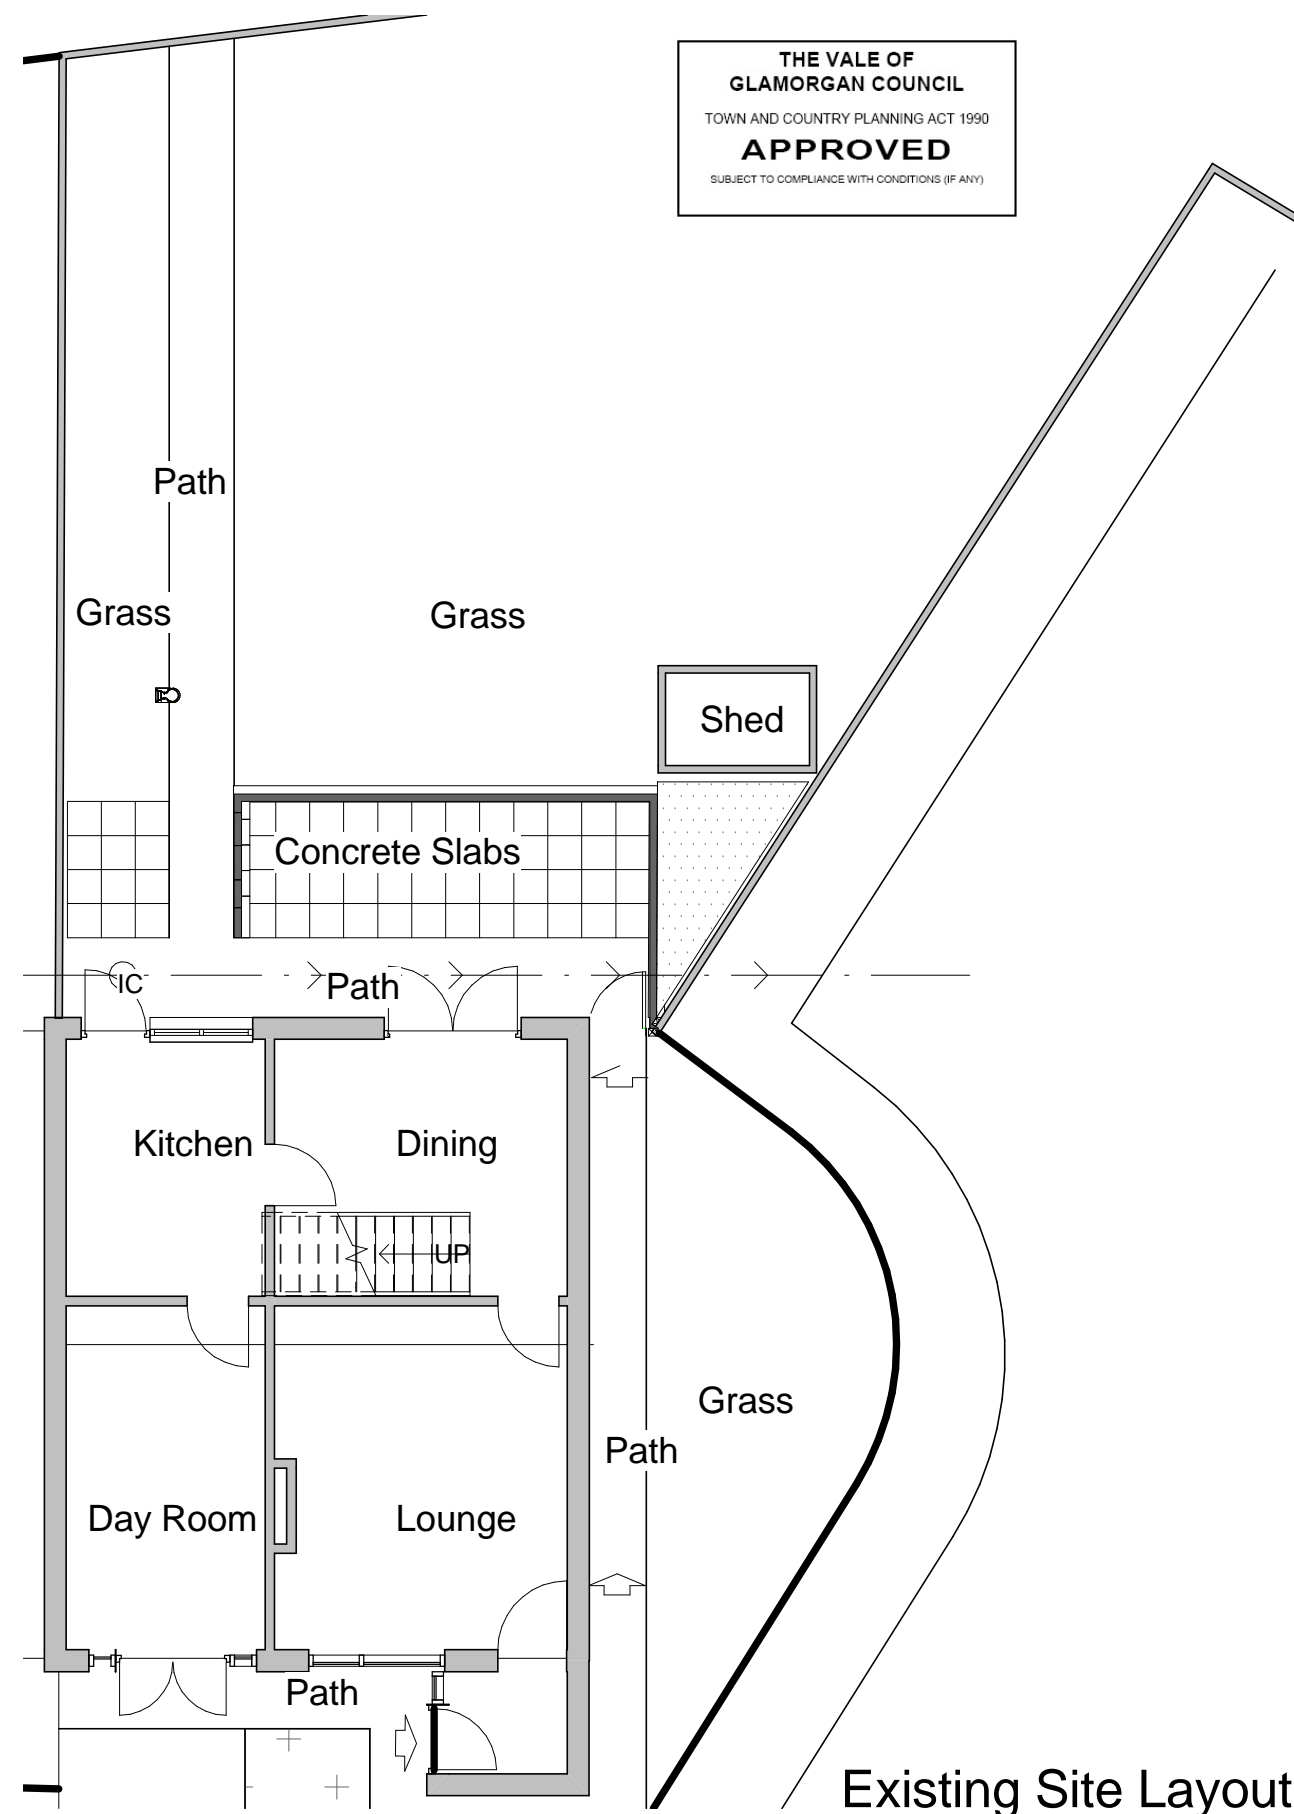 THE VALE OF
GLAMORGAN COUNCIL
TOWN AND COUNTRY PLANNING ACT 1990
APPROVED
SUBJECT TO COMPLIANCE WITH CONDITIONS (IF ANY)
Path
Grass
Grass
Shed
Concrete Slabs
IC
Path
Kitchen
Dining
UP
Grass
Path
Day Room
Lounge
Path
Existing Site Layout